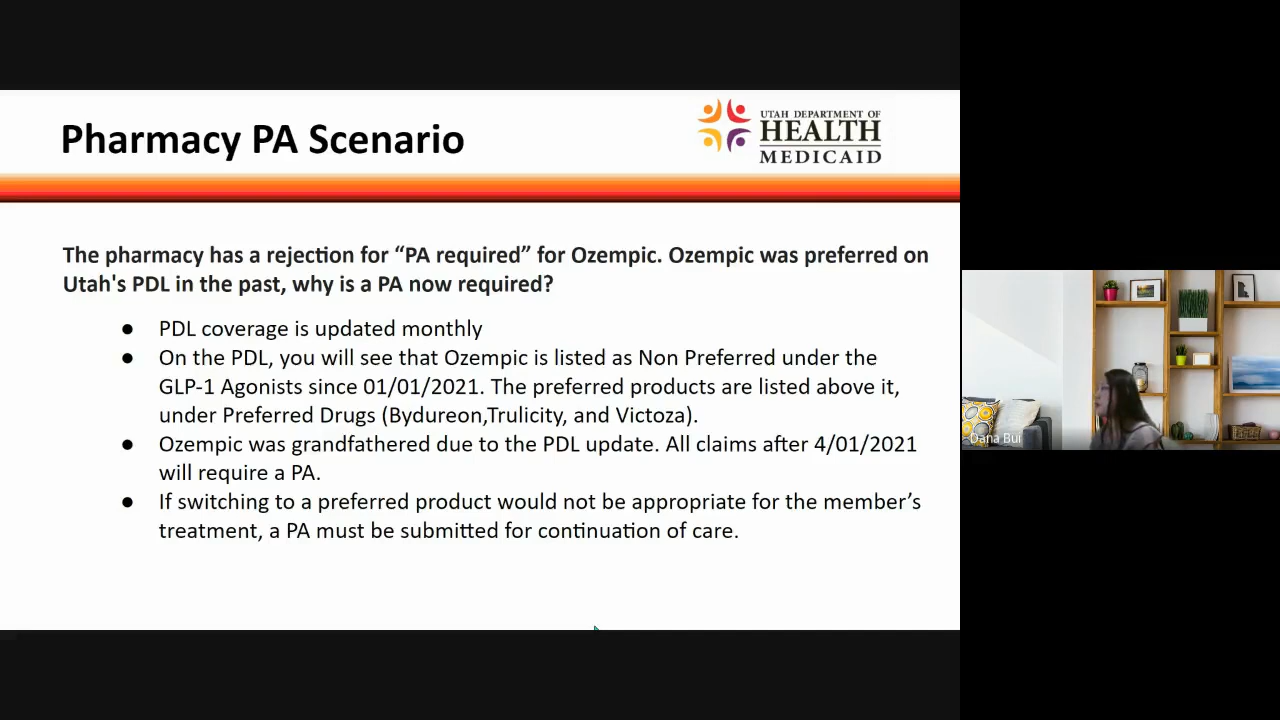 Pharmacy PA Scenario
UTAH DEPARTMENT OF
HEALTH
MEDICAID
The pharmacy has a rejection for “PA required” for Ozempic. Ozempic was preferred on
Utah's PDL in the past, why is a PA now required?
● PDL coverage is updated monthly
● On the PDL, you will see that Ozempic is listed as Non Preferred under the
GLP-1 Agonists since 01/01/2021. The preferred products are listed above it,
under Preferred Drugs (Bydureon,Trulicity, and Victoza).
● Ozempic was grandfathered due to the PDL update. All claims after 4/01/2021
will require a PA.
● If switching to a preferred product would not be appropriate for the member’s
treatment, a PA must be submitted for continuation of care.
Dana Bui